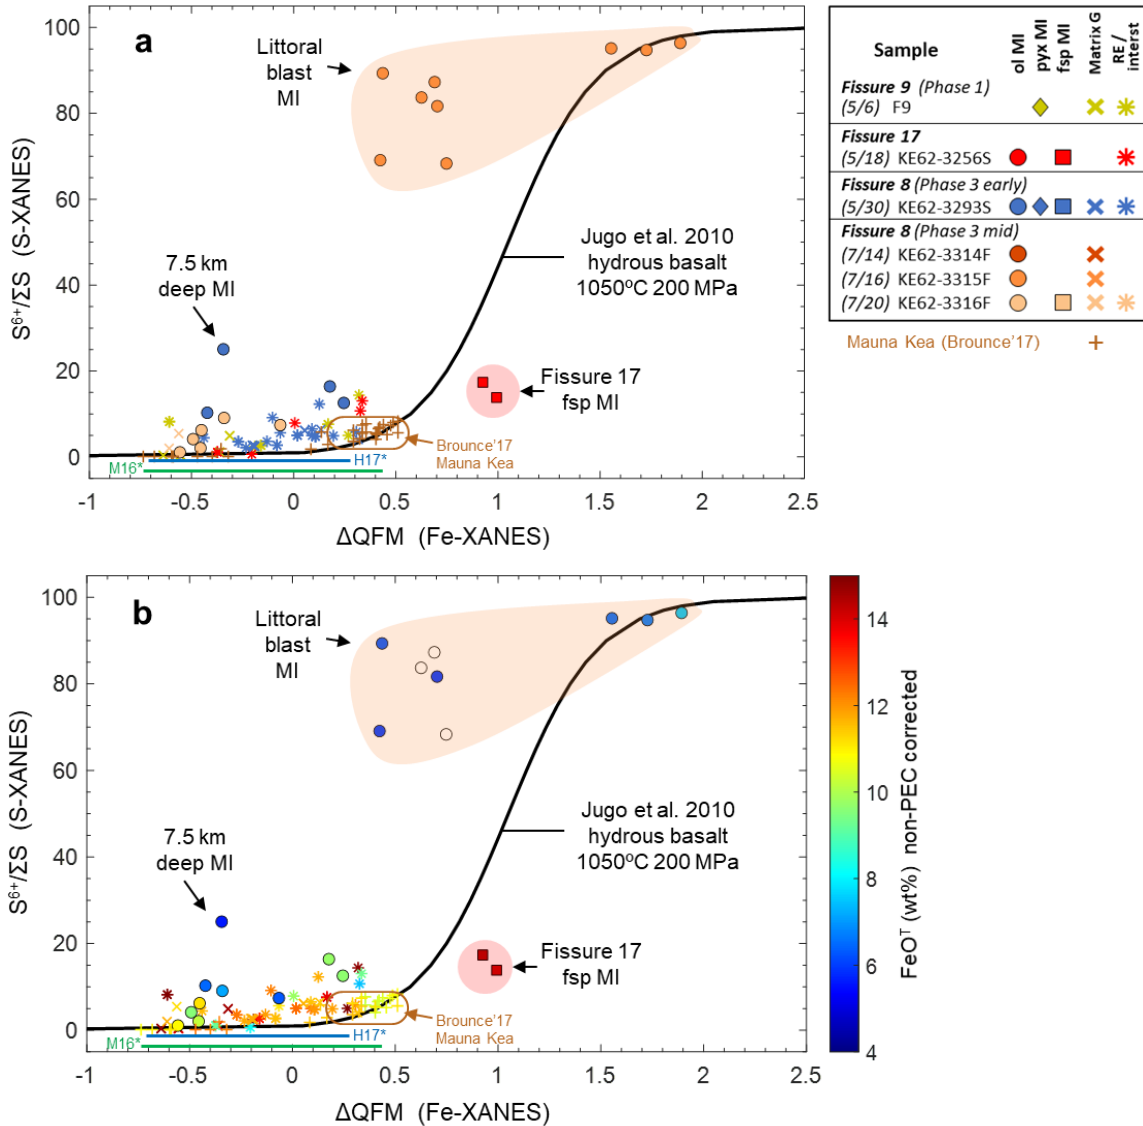 a
100
80
60
40
20
0
S⁶⁺/ΣS (S-XANES)
Littoral
blast
MI
7.5 km
deep MI
Jugo et al. 2010
hydrous basalt
1050ºC 200 MPa
Fissure 17
fsp MI
Brounce'17
Mauna Kea
M16*
H17*
-1
-0.5
0
0.5
1
1.5
2
2.5
ΔQFM (Fe-XANES)
Sample
ol MI
pyx MI
fsp MI
Matrix G
RE /
interst
Fissure 9 (Phase 1)
(5/6) F9
Fissure 17
(5/18) KE62-3256S
Fissure 8 (Phase 3 early)
(5/30) KE62-3293S
Fissure 8 (Phase 3 mid)
(7/14) KE62-3314F
(7/16) KE62-3315F
(7/20) KE62-3316F
Mauna Kea (Brounce'17)
b
100
80
60
40
20
0
S⁶⁺/ΣS (S-XANES)
Littoral
blast
MI
7.5 km
deep MI
Jugo et al. 2010
hydrous basalt
1050ºC 200 MPa
Fissure 17
fsp MI
Brounce'17
Mauna Kea
M16*
H17*
-1
-0.5
0
0.5
1
1.5
2
2.5
ΔQFM (Fe-XANES)
14
12
10
8
6
4
FeOᵀ (wt%) non-PEC corrected